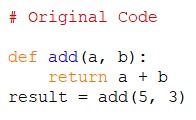 # Original Code
def add(a, b):
    return a + b
result = add(5, 3)